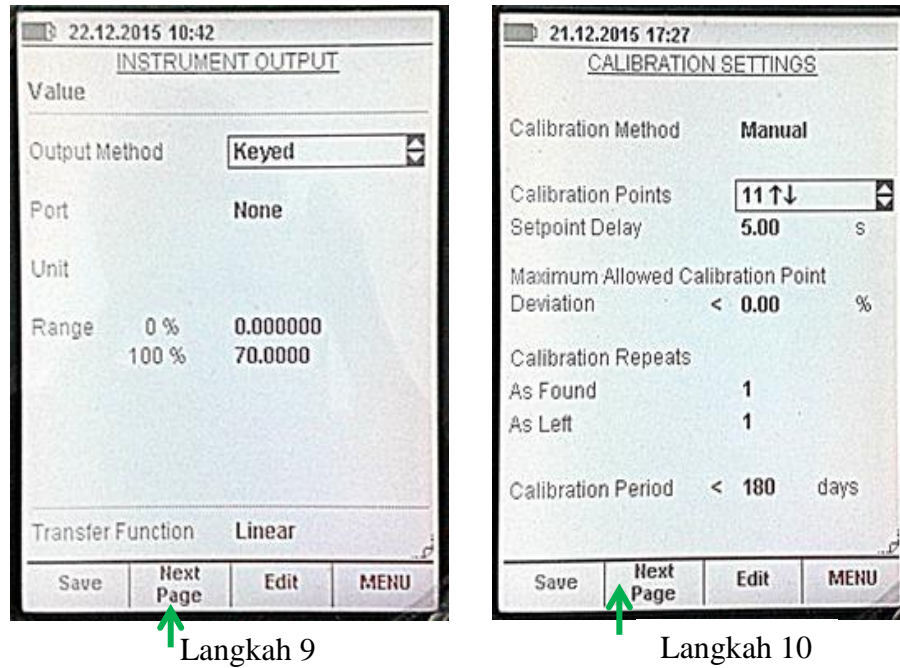 22.12.2015 10:42
INSTRUMENT OUTPUT
Value
Output Method Keyed
Port None
Unit
Range 0 % 0.000000
100 % 70.0000
Transfer Function Linear
Save Next Page Edit MENU
Langkah 9
21.12.2015 17:27
CALIBRATION SETTINGS
Calibration Method Manual
Calibration Points 11 ↑↓
Setpoint Delay 5.00 s
Maximum Allowed Calibration Point
Deviation < 0.00 %
Calibration Repeats
As Found 1
As Left 1
Calibration Period < 180 days
Save Next Page Edit MENU
Langkah 10